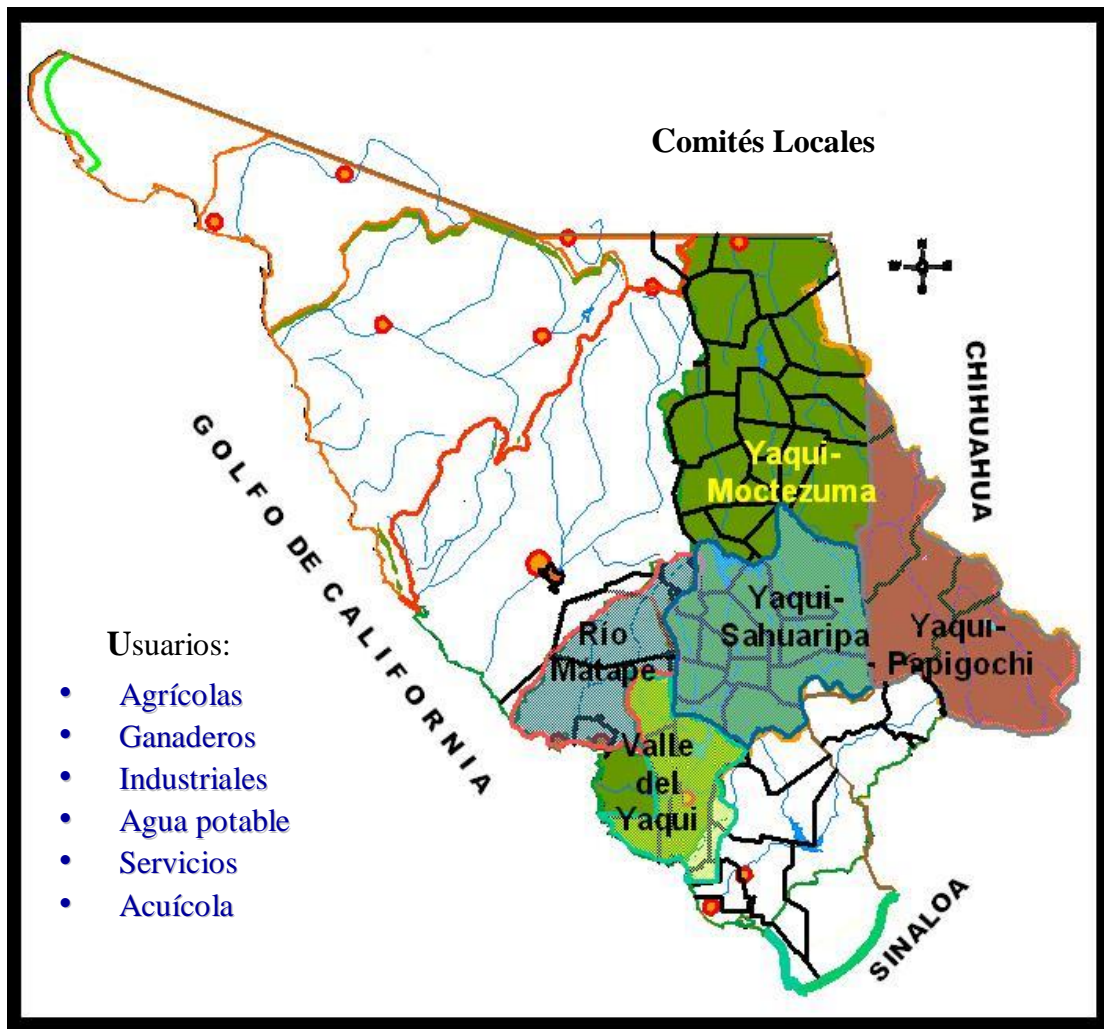 Comités Locales
CHIHUAHUA
GOLFO DE CALIFORNIA
Yaqui-
Moctezuma
Yaqui-
Sahuaripa
Yaqui-
Papigochi
Río
Matape
Valle
del
Yaqui
Usuarios:
• Agrícolas
• Ganaderos
• Industriales
• Agua potable
• Servicios
• Acuícola
SINALOA